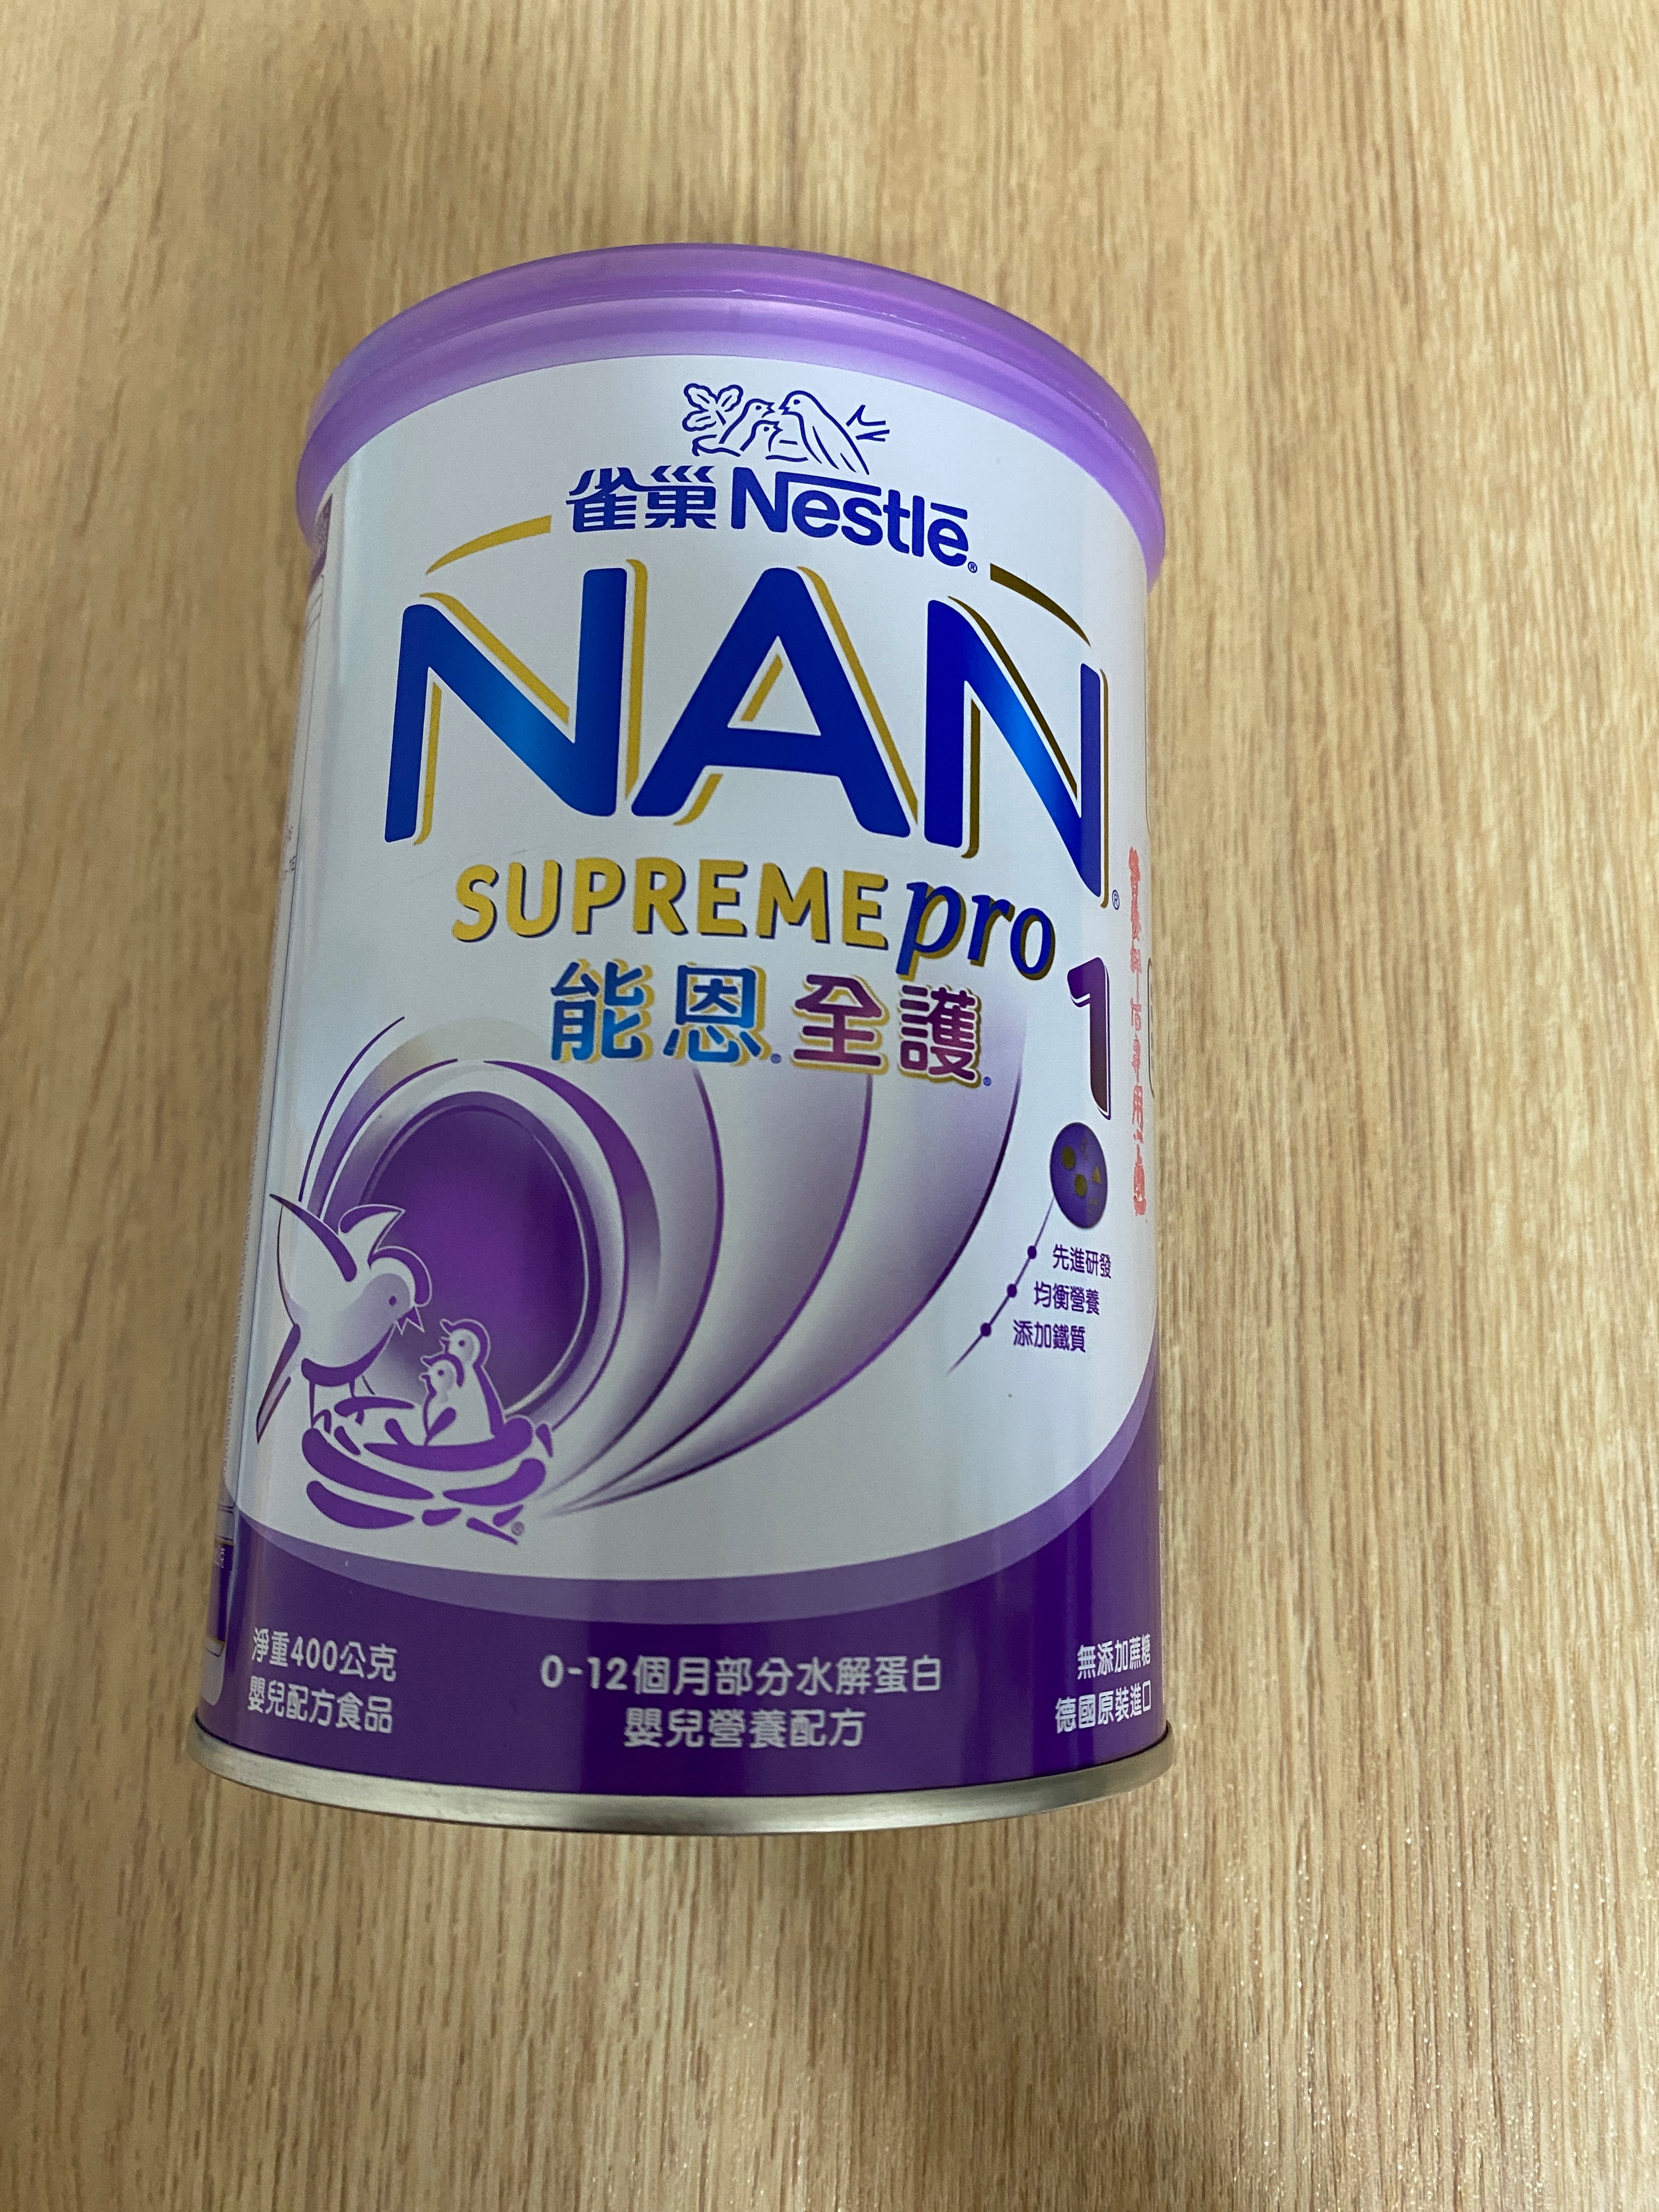 雀巢Nestlē®
NAN®
SUPREMEpro
能恩®全護®
1
先進研發
均衡營養
添加鐵質
淨重400公克
嬰兒配方食品
0-12個月部分水解蛋白
嬰兒營養配方
無添加蔗糖
德國原裝進口